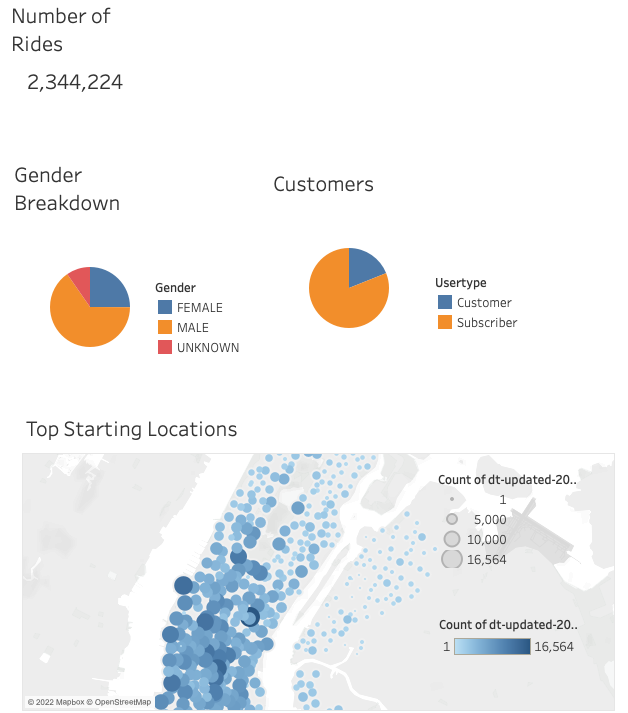 Number of
Rides
2,344,224
Gender
Breakdown
Customers
Gender
FEMALE
MALE
UNKNOWN
Usertype
Customer
Subscriber
Top Starting Locations
Count of dt-updated-20..
1
5,000
10,000
16,564
Count of dt-updated-20..
1 16,564
© 2022 Mapbox © OpenStreetMap